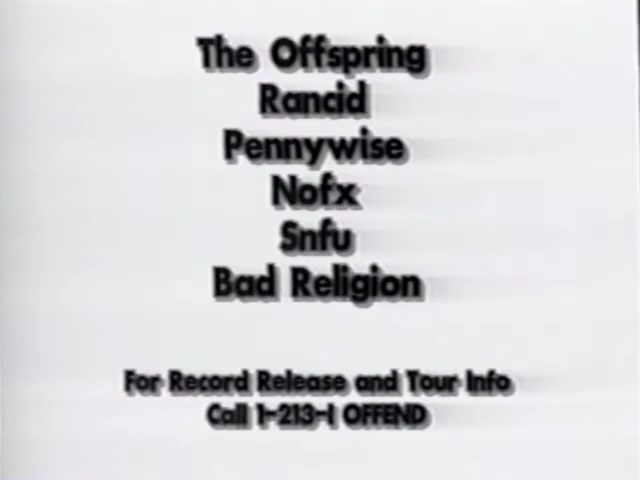 The Offspring
Rancid
Pennywise
Nofx
Snfu
Bad Religion
For Record Release and Tour Info
Call 1-213-I OFFEND